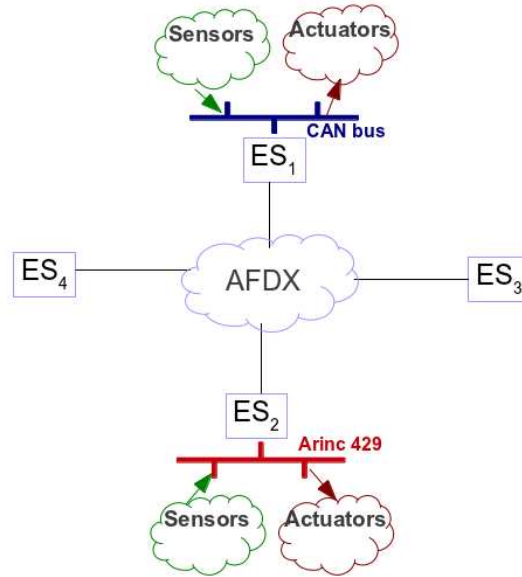 Sensors
Actuators
CAN bus
ES₁
ES₄
AFDX
ES₃
ES₂
Arinc 429
Sensors
Actuators